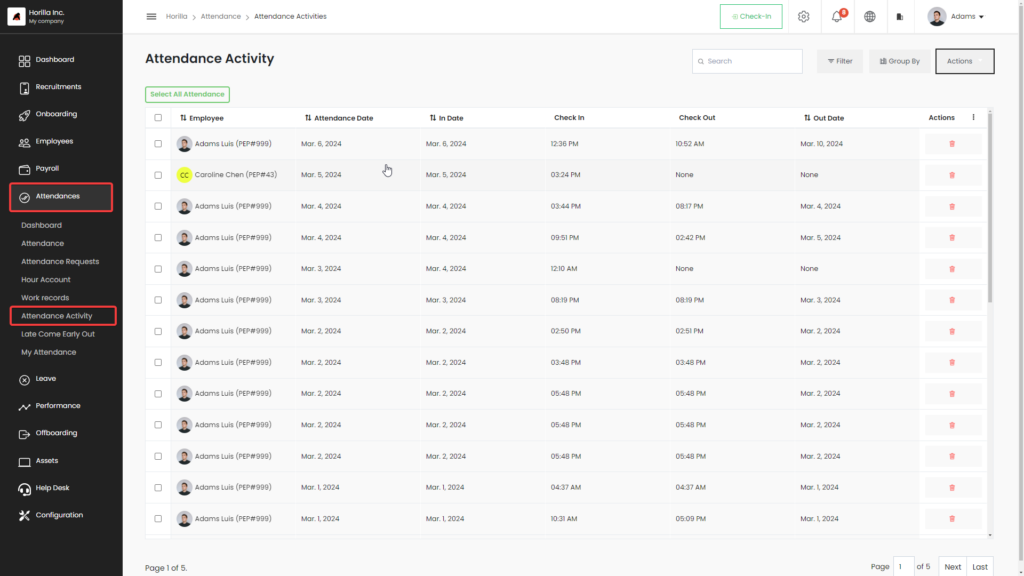 Horilla Inc.
My company
Dashboard
Recruitments
Onboarding
Employees
Payroll
Attendances
Dashboard
Attendance
Attendance Requests
Hour Account
Work records
Attendance Activity
Late Come Early Out
My Attendance
Leave
Performance
Offboarding
Assets
Help Desk
Configuration
Horilla > Attendance > Attendance Activities
Check-In
8
Adams
Attendance Activity
Search
Filter
Group By
Actions
Select All Attendance
Employee Attendance Date In Date Check In Check Out Out Date Actions
Adams Luis (PEP#999) Mar. 6, 2024 Mar. 6, 2024 12:36 PM 10:52 AM Mar. 10, 2024
CC Caroline Chen (PEP#43) Mar. 5, 2024 Mar. 5, 2024 03:24 PM None None
Adams Luis (PEP#999) Mar. 4, 2024 Mar. 4, 2024 03:44 PM 08:17 PM Mar. 4, 2024
Adams Luis (PEP#999) Mar. 4, 2024 Mar. 4, 2024 09:51 PM 02:42 PM Mar. 5, 2024
Adams Luis (PEP#999) Mar. 3, 2024 Mar. 4, 2024 12:10 AM None None
Adams Luis (PEP#999) Mar. 3, 2024 Mar. 3, 2024 08:19 PM 08:19 PM Mar. 3, 2024
Adams Luis (PEP#999) Mar. 2, 2024 Mar. 2, 2024 02:50 PM 02:51 PM Mar. 2, 2024
Adams Luis (PEP#999) Mar. 2, 2024 Mar. 2, 2024 03:48 PM 03:48 PM Mar. 2, 2024
Adams Luis (PEP#999) Mar. 2, 2024 Mar. 2, 2024 05:48 PM 05:48 PM Mar. 2, 2024
Adams Luis (PEP#999) Mar. 2, 2024 Mar. 2, 2024 05:48 PM 05:48 PM Mar. 2, 2024
Adams Luis (PEP#999) Mar. 2, 2024 Mar. 2, 2024 05:48 PM 05:48 PM Mar. 2, 2024
Adams Luis (PEP#999) Mar. 1, 2024 Mar. 1, 2024 04:37 AM 04:37 AM Mar. 1, 2024
Adams Luis (PEP#999) Mar. 1, 2024 Mar. 1, 2024 10:31 AM 05:09 PM Mar. 1, 2024
Page 1 of 5.
Page 1 of 5 Next Last